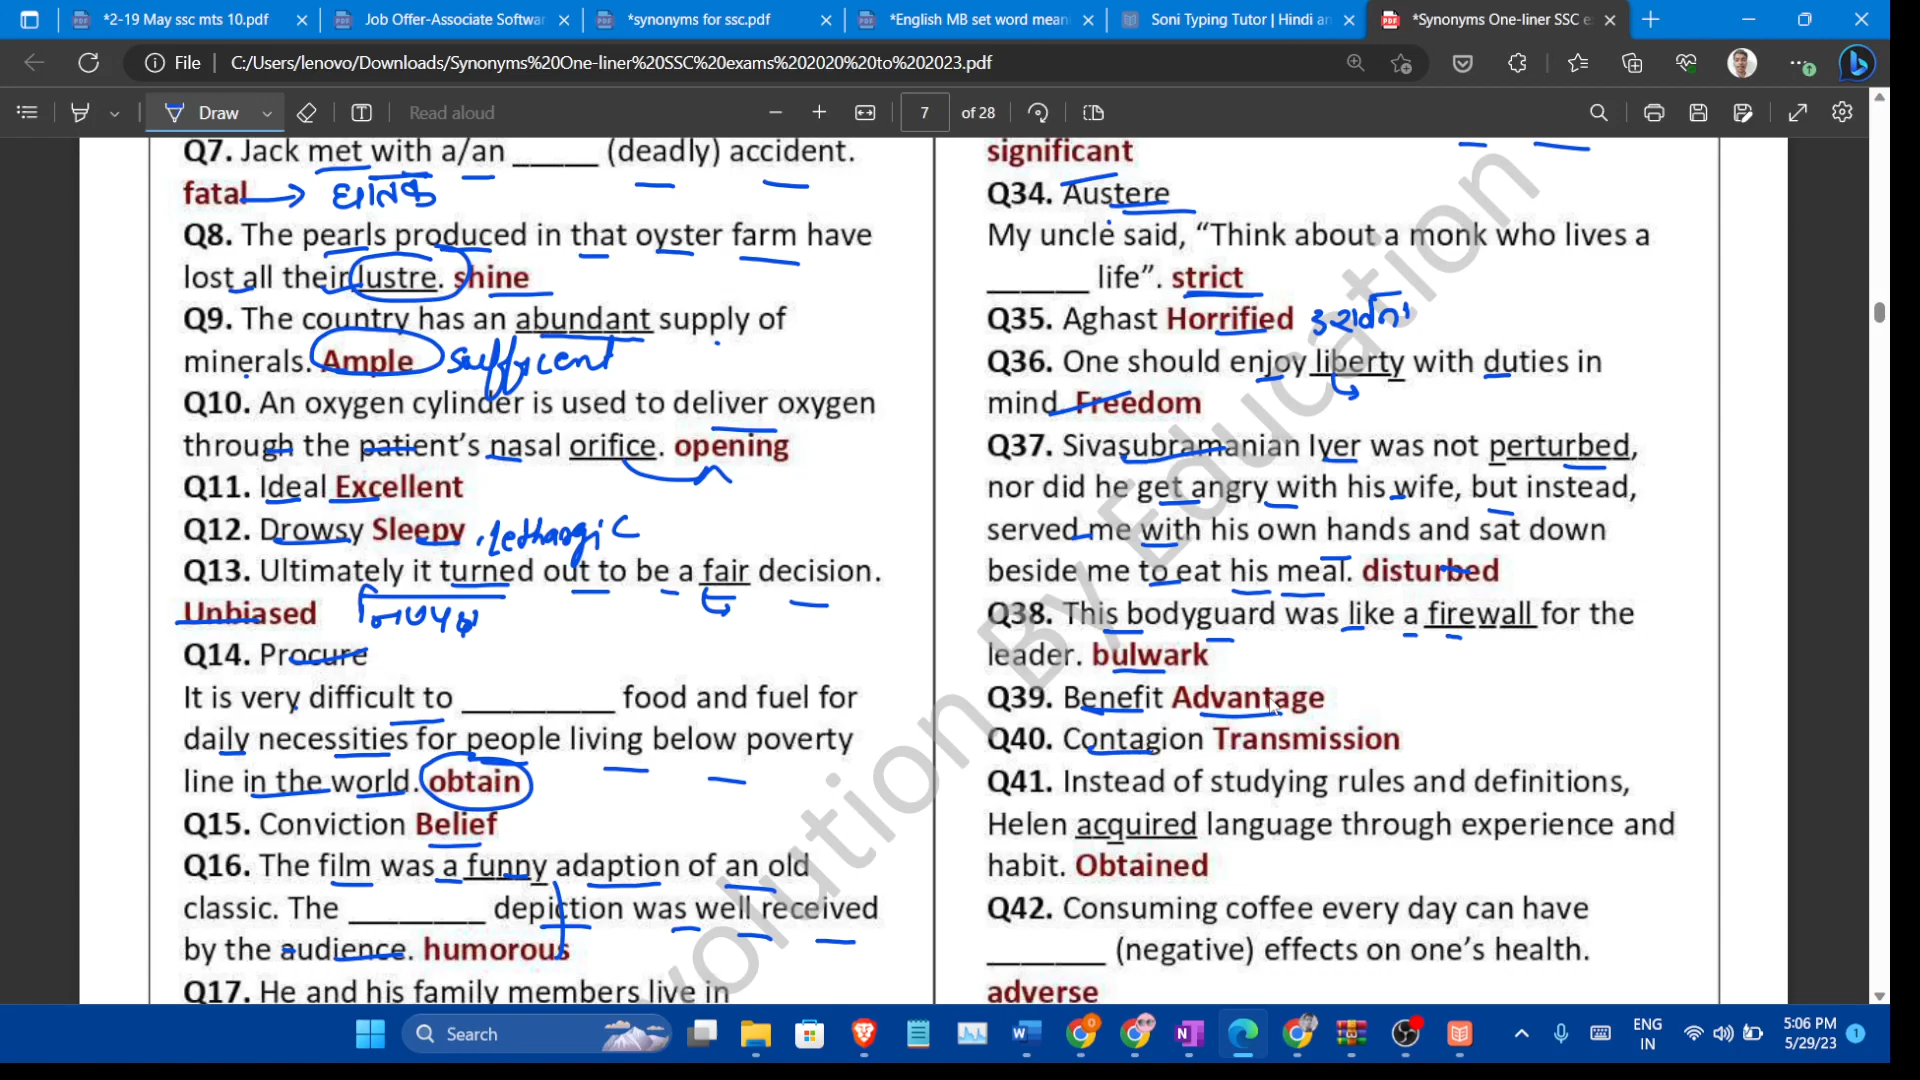 *2-19 May ssc mts 10.pdf
Job Offer-Associate Softwar
*synonyms for ssc.pdf
*English MB set word mean
Soni Typing Tutor | Hindi an
*Synonyms One-liner SSC e
File | C:/Users/lenovo/Downloads/Synonyms%20One-liner%20SSC%20exams%202020%20to%202023.pdf
Draw
Read aloud
7 of 28
Q7. Jack met with a/an _____ (deadly) accident.
fatal
Q8. The pearls produced in that oyster farm have
lost all their lustre. shine
Q9. The country has an abundant supply of
minerals. Ample sufficent
Q10. An oxygen cylinder is used to deliver oxygen
through the patient's nasal orifice. opening
Q11. Ideal Excellent
Q12. Drowsy Sleepy Lethargic
Q13. Ultimately it turned out to be a fair decision.
Unbiased
Q14. Procure
It is very difficult to _________ food and fuel for
daily necessities for people living below poverty
line in the world. obtain
Q15. Conviction Belief
Q16. The film was a funny adaption of an old
classic. The ________ depiction was well received
by the audience. humorous
Q17. He and his family members live in
significant
Q34. Austere
My uncle said, “Think about a monk who lives a
______ life”. strict
Q35. Aghast Horrified
Q36. One should enjoy liberty with duties in
mind. Freedom
Q37. Sivasubramanian Iyer was not perturbed,
nor did he get angry with his wife, but instead,
served me with his own hands and sat down
beside me to eat his meal. disturbed
Q38. This bodyguard was like a firewall for the
leader. bulwark
Q39. Benefit Advantage
Q40. Contagion Transmission
Q41. Instead of studying rules and definitions,
Helen acquired language through experience and
habit. Obtained
Q42. Consuming coffee every day can have
_______ (negative) effects on one's health.
adverse
volution By Education
Search
ENG
IN
5:06 PM
5/29/23
1